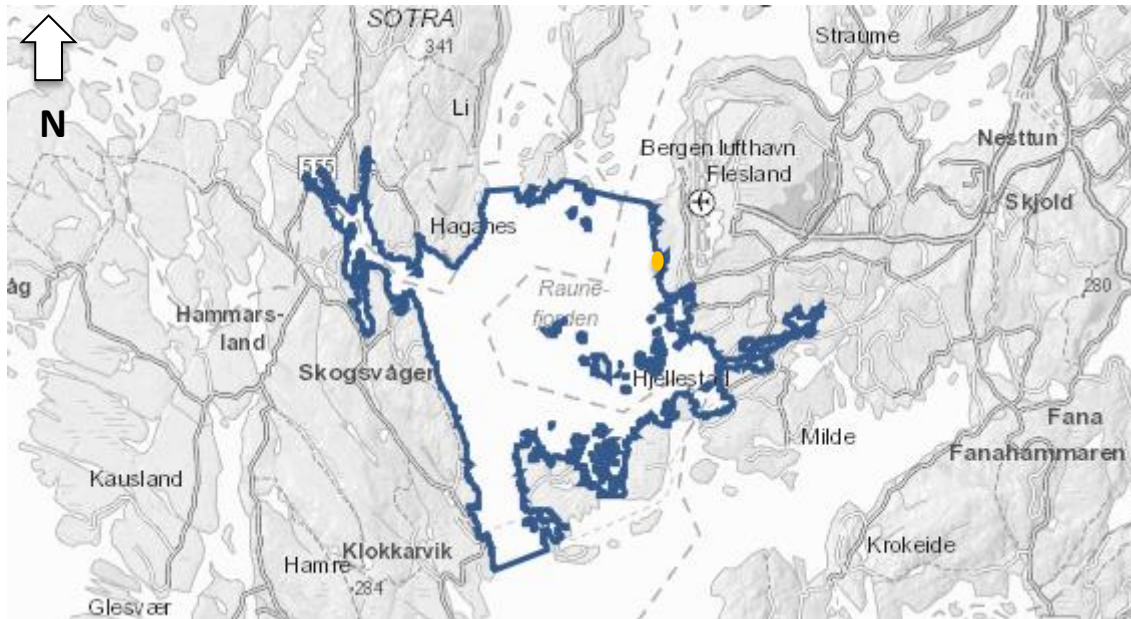 SOTRA
341
Straume
N
Li
Nesttun
Bergen lufthavn
Flesland
555
Skjold
Haganes
åg
Raune-
fjorden
280
Hammars-
land
Skogsvåger
Hjellestad
Fana
Milde
Fanahammaren
Kausland
Klokkarvik
Krokeide
Hamre
284
Glesvær